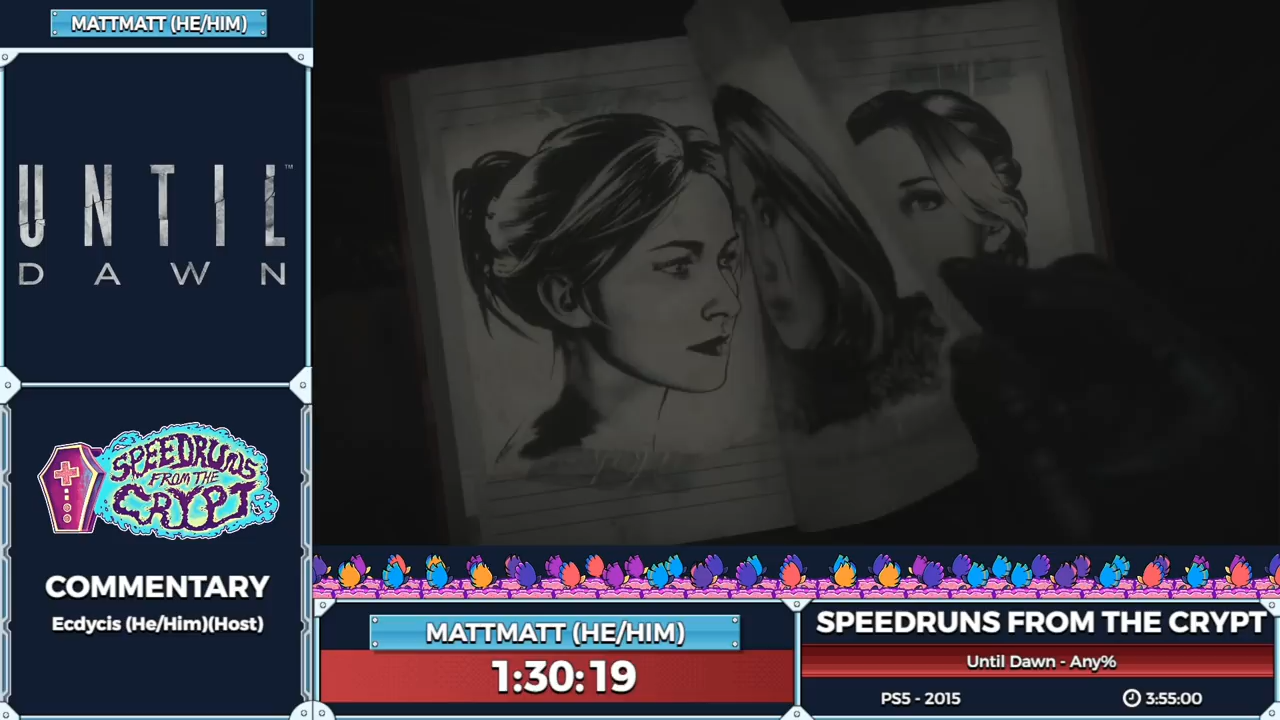 MATTMATT (HE/HIM)
UNTIL™
DAWN
SPEEDRUNS
FROM THE
CRYPT
COMMENTARY
Ecdycis (He/Him)(Host)
MATTMATT (HE/HIM)
1:30:19
SPEEDRUNS FROM THE CRYPT
Until Dawn - Any%
PS5 - 2015
3:55:00